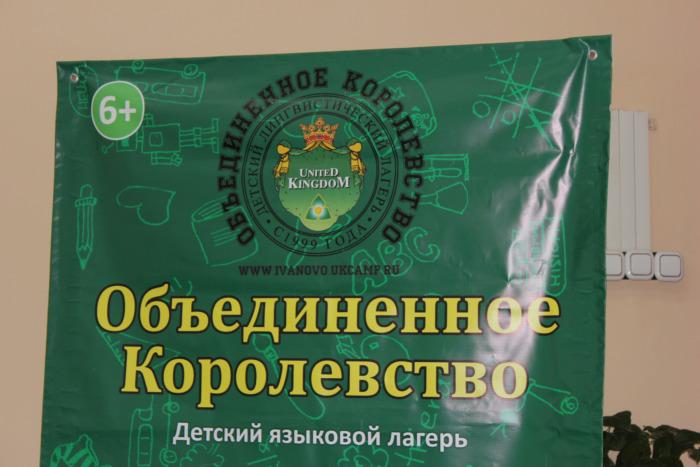 6+
ОБЪЕДИНЕННОЕ КОРОЛЕВСТВО
ДЕТСКИЙ ЛИНГВИСТИЧЕСКИЙ ЛАГЕРЬ
UNITED
KINGDOM
С 1999 ГОДА
WWW.IVANOVO.UKCAMP.RU
ABC
Объединенное
Королевство
Детский языковой лагерь